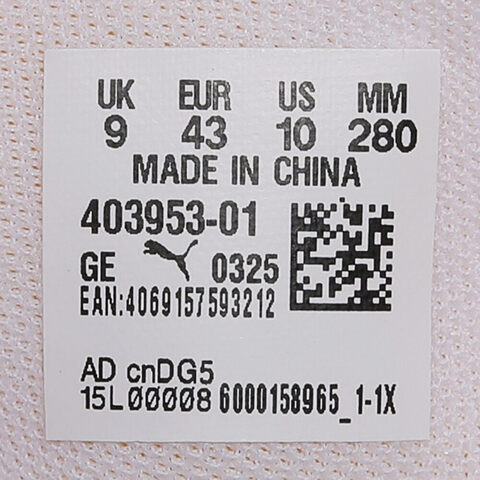 UK EUR US MM
9 43 10 280
MADE IN CHINA
403953-01
GE 0325
EAN:4069157593212
AD cnDG5
15L00008 6000158965_1-1X